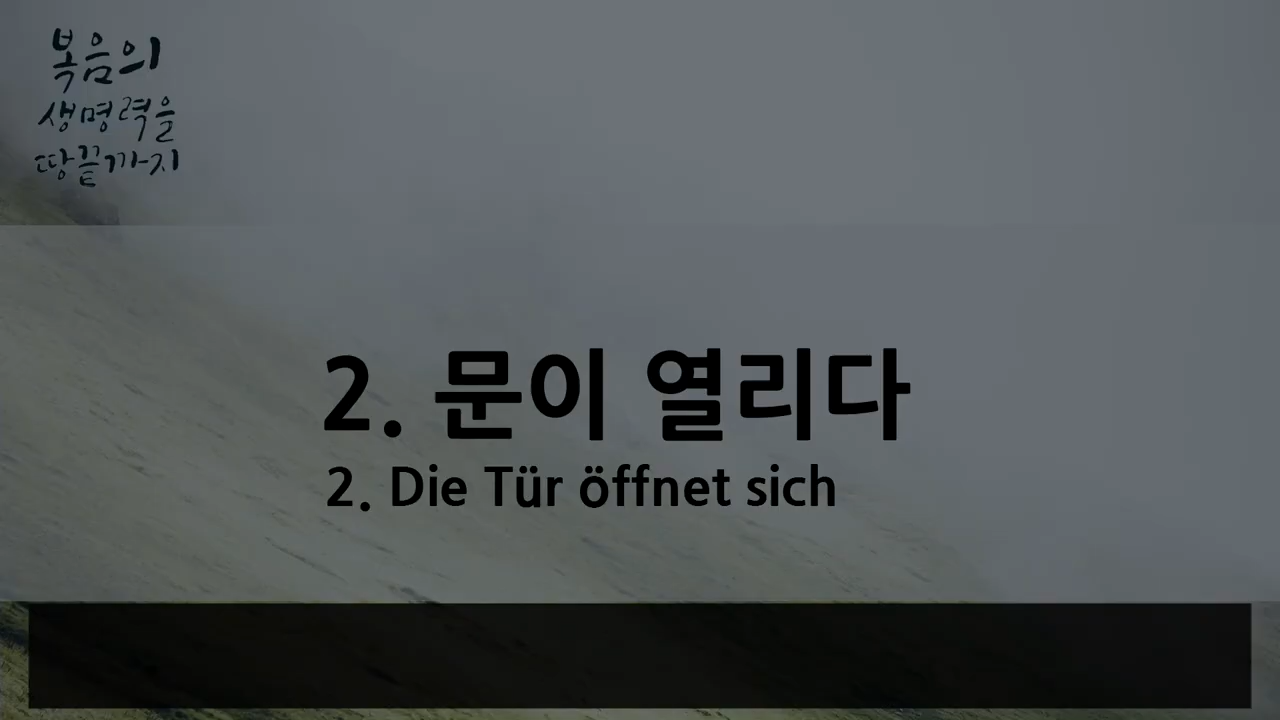 복음의
생명력을
땅끝까지
2. 문이 열리다
2. Die Tür öffnet sich